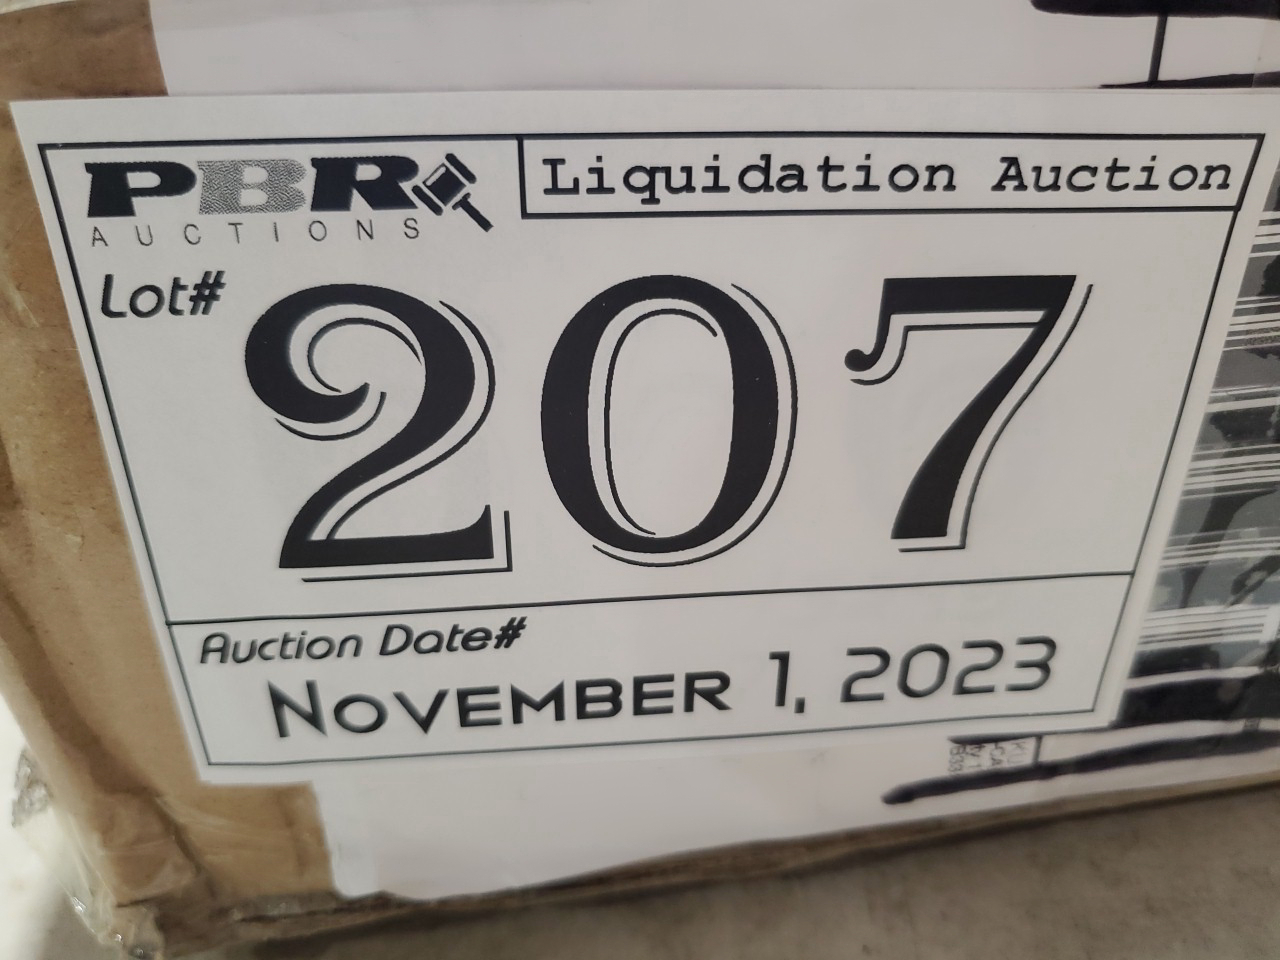 PBR
AUCTIONS
Liquidation Auction
Lot#
207
Auction Date#
NOVEMBER 1, 2023